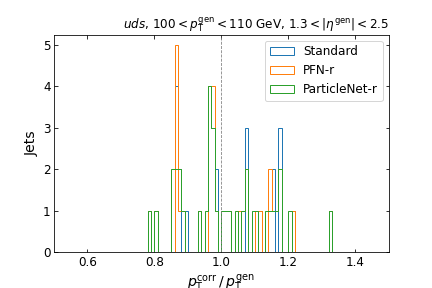 uds, 100 < p_T^gen < 110 GeV, 1.3 < |η^gen| < 2.5
Standard
PFN-r
ParticleNet-r
Jets
5
4
3
2
1
0
0.6 0.8 1.0 1.2 1.4
p_T^corr / p_T^gen